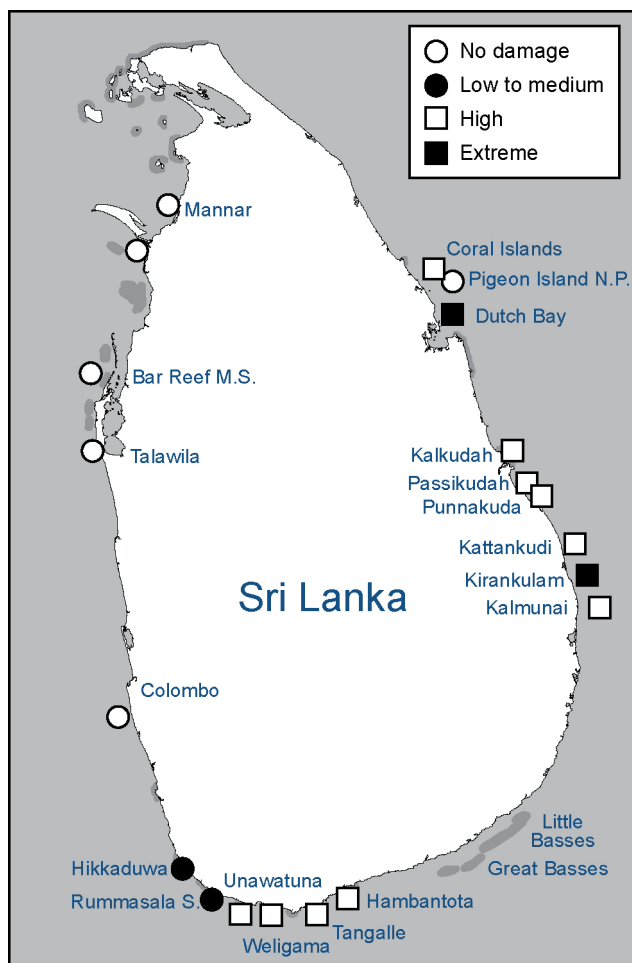 No damage
Low to medium
High
Extreme
Mannar
Coral Islands
Pigeon Island N.P.
Dutch Bay
Bar Reef M.S.
Talawila
Kalkudah
Passikudah
Punnakuda
Kattankudi
Kirankulam
Kalmunai
Sri Lanka
Colombo
Little
Basses
Great Basses
Hikkaduwa
Unawatuna
Rummasala S.
Hambantota
Tangalle
Weligama